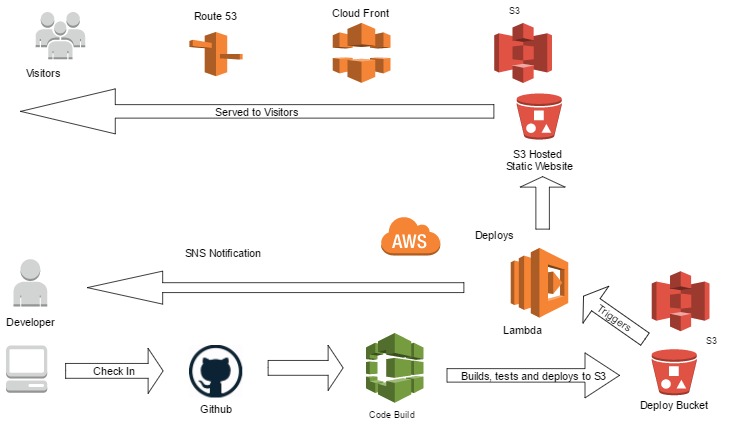 Visitors
Route 53
Cloud Front
S3
Served to Visitors
S3 Hosted
Static Website
AWS
Deploys
SNS Notification
Developer
Lambda
Triggers
S3
Check In
Github
Code Build
Builds, tests and deploys to S3
Deploy Bucket